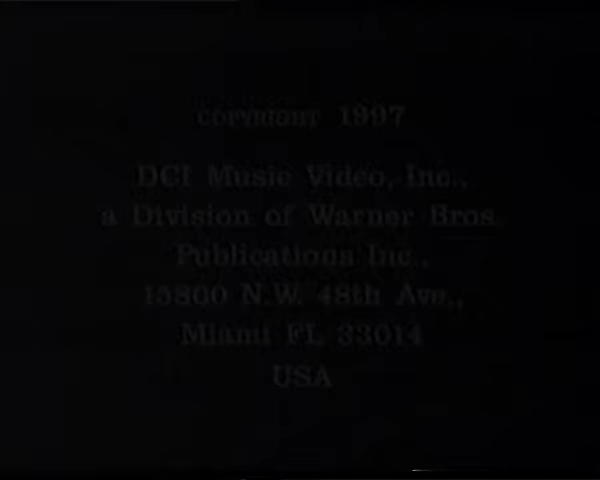 COPYRIGHT 1997
DCI Music Video, Inc.,
a Division of Warner Bros.
Publications Inc.,
15800 N.W. 48th Ave.,
Miami FL 33014
USA